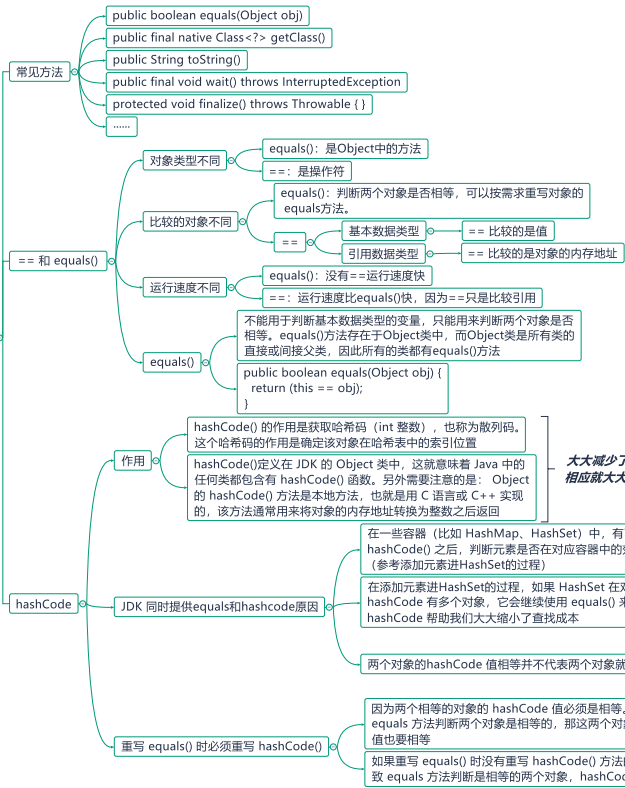 public boolean equals(Object obj)
public final native Class<?> getClass()
常见方法
public String toString()
public final void wait() throws InterruptedException
protected void finalize() throws Throwable { }
......
== 和 equals()
对象类型不同
equals()：是Object中的方法
==：是操作符
比较的对象不同
equals()：判断两个对象是否相等，可以按需求重写对象的
equals方法。
==
基本数据类型
== 比较的是值
引用数据类型
== 比较的是对象的内存地址
运行速度不同
equals()：没有==运行速度快
==：运行速度比equals()快，因为==只是比较引用
equals()
不能用于判断基本数据类型的变量，只能用来判断两个对象是否
相等。equals()方法存在于Object类中，而Object类是所有类的
直接或间接父类，因此所有的类都有equals()方法
public boolean equals(Object obj) {
return (this == obj);
}
hashCode
作用
hashCode() 的作用是获取哈希码（int 整数），也称为散列码。
这个哈希码的作用是确定该对象在哈希表中的索引位置
hashCode()定义在 JDK 的 Object 类中，这就意味着 Java 中的
任何类都包含有 hashCode() 函数。另外需要注意的是： Object
的 hashCode() 方法是本地方法，也就是用 C 语言或 C++ 实现
的，该方法通常用来将对象的内存地址转换为整数之后返回
大大减少了
相应就大大
JDK 同时提供equals和hashcode原因
在一些容器（比如 HashMap、HashSet）中，有
hashCode() 之后，判断元素是否在对应容器中的
（参考添加元素进HashSet的过程）
在添加元素进HashSet的过程，如果 HashSet 在对
hashCode 有多个对象，它会继续使用 equals() 来
hashCode 帮助我们大大缩小了查找成本
两个对象的hashCode 值相等并不代表两个对象就
重写 equals() 时必须重写 hashCode()
因为两个相等的对象的 hashCode 值必须是相等。
equals 方法判断两个对象是相等的，那这两个对象
值也要相等
如果重写 equals() 时没有重写 hashCode() 方法的
致 equals 方法判断是相等的两个对象，hashCo